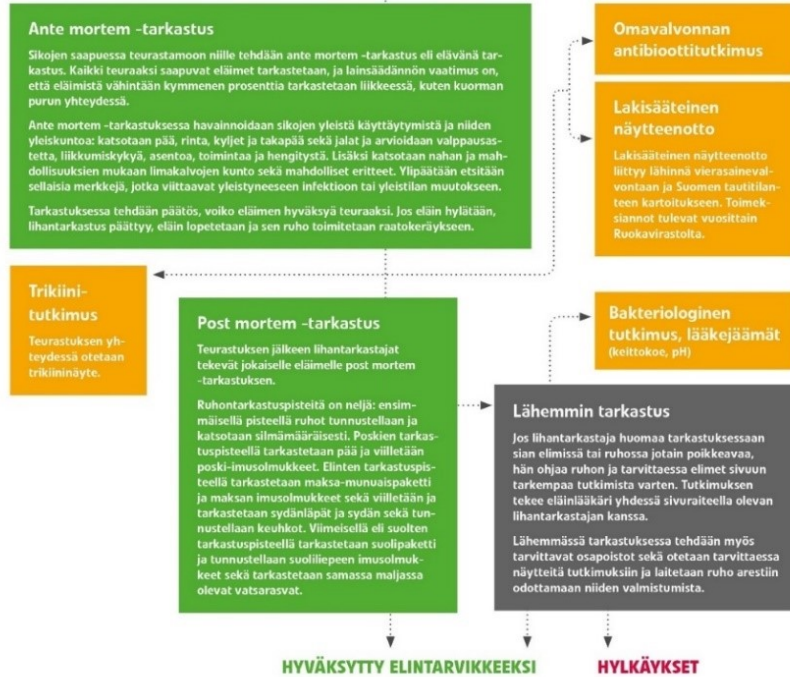 Ante mortem -tarkastus
Sikojen saapuessa teurastamoon niille tehdään ante mortem -tarkastus eli elävänä tar-
kastus. Kaikki teuraaksi saapuvat eläimet tarkastetaan, ja lainsäädännön vaatimus on,
että eläimistä vähintään kymmenen prosenttia tarkastetaan liikkeessä, kuten kuorman
purun yhteydessä.
Ante mortem -tarkastuksessa havainnoidaan sikojen yleistä käyttäytymistä ja niiden
yleiskuntoa: katsotaan pää, rinta, kyljet ja takapää sekä jalat ja arvioidaan valppausas-
tetta, liikkumiskykyä, asentoa, toimintaa ja hengitystä. Lisäksi katsotaan nahan ja mah-
dollisuuksien mukaan limakalvojen kunto sekä mahdolliset eritteet. Ylipäätään etsitään
sellaisia merkkejä, jotka viittaavat yleistyneeseen infektioon tai yleistilan muutokseen.
Tarkastuksessa tehdään päätös, voiko eläimen hyväksyä teuraaksi. Jos eläin hylätään,
lihantarkastus päättyy, eläin lopetetaan ja sen ruho toimitetaan raatokeräykseen.
Omavalvonnan
antibioottitutkimus
Lakisääteinen
näytteenotto
Lakisääteinen näytteenotto
liittyy lähinnä vierasainevalvontaan
ja Suomen tautitilan-
teen kartoitukseen. Toimek-
siannot tulevat vuosittain
Ruokavirastolta.
Trikiini-
tutkimus
Teurastuksen yh-
teydessä otetaan
trikiininäyte.
Post mortem -tarkastus
Teurastuksen jälkeen lihantarkastajat
tekevät jokaiselle eläimelle post mortem
-tarkastuksen.
Ruhontarkastuspisteitä on neljä: ensim-
mäisellä pisteellä ruhot tunnustellaan ja
katsotaan silmämääräisesti. Poskien tarkas-
tuspisteellä tarkastetaan pää ja viilletään
poski-imusolmukkeet. Elinten tarkastuspis-
teellä tarkastetaan maksa-munuaispaketti
ja maksan imusolmukkeet sekä viilletään ja
tarkastetaan sydänläpät ja sydän sekä tun-
nustellaan keuhkot. Viimeisellä eli suolten
tarkastuspisteellä tarkastetaan suolipaketti
ja tunnustellaan suoliliepeen imusolmuk-
keet sekä tarkastetaan samassa maljassa
olevat vatsarasvat.
Bakteriologinen
tutkimus, lääkejäämät
(keittokoe, pH)
Lähemmin tarkastus
Jos lihantarkastaja huomaa tarkastuksessaan
sian elimissä tai ruhossa jotain poikkeavaa,
hän ohjaa ruhon ja tarvittaessa elimet sivuun
tarkempaa tutkimista varten. Tutkimuksen
tekee eläinlääkäri yhdessä sivuraiteella olevan
lihantarkastajan kanssa.
Lähemmässä tarkastuksessa tehdään myös
tarvittavat osapoistot sekä otetaan tarvittaessa
näytteitä tutkimuksiin ja laitetaan ruho arestiin
odottamaan niiden valmistumista.
HYVÄKSYTTY ELINTARVIKKEEKSI
HYLKÄYKSET